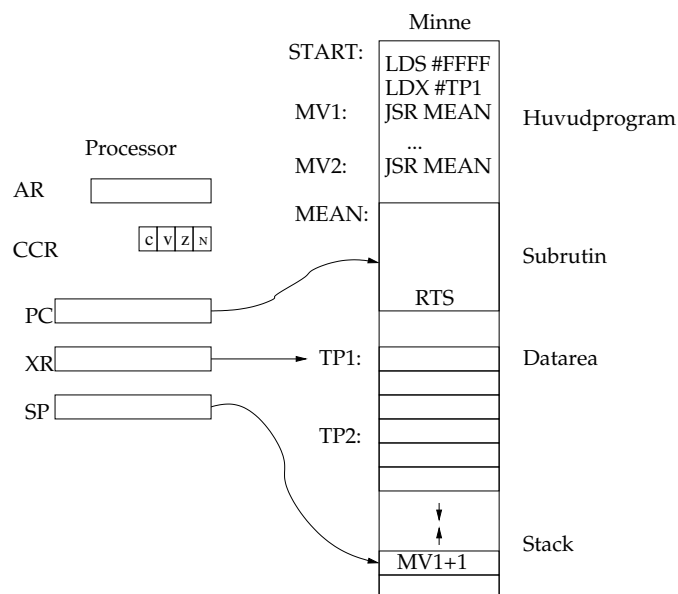 Minne
START:
LDS #FFFF
LDX #TP1
MV1: JSR MEAN
Huvudprogram
...
MV2: JSR MEAN
Processor
AR
CCR
C V Z N
MEAN:
Subrutin
RTS
PC
XR
TP1:
Datarea
SP
TP2:
Stack
MV1+1